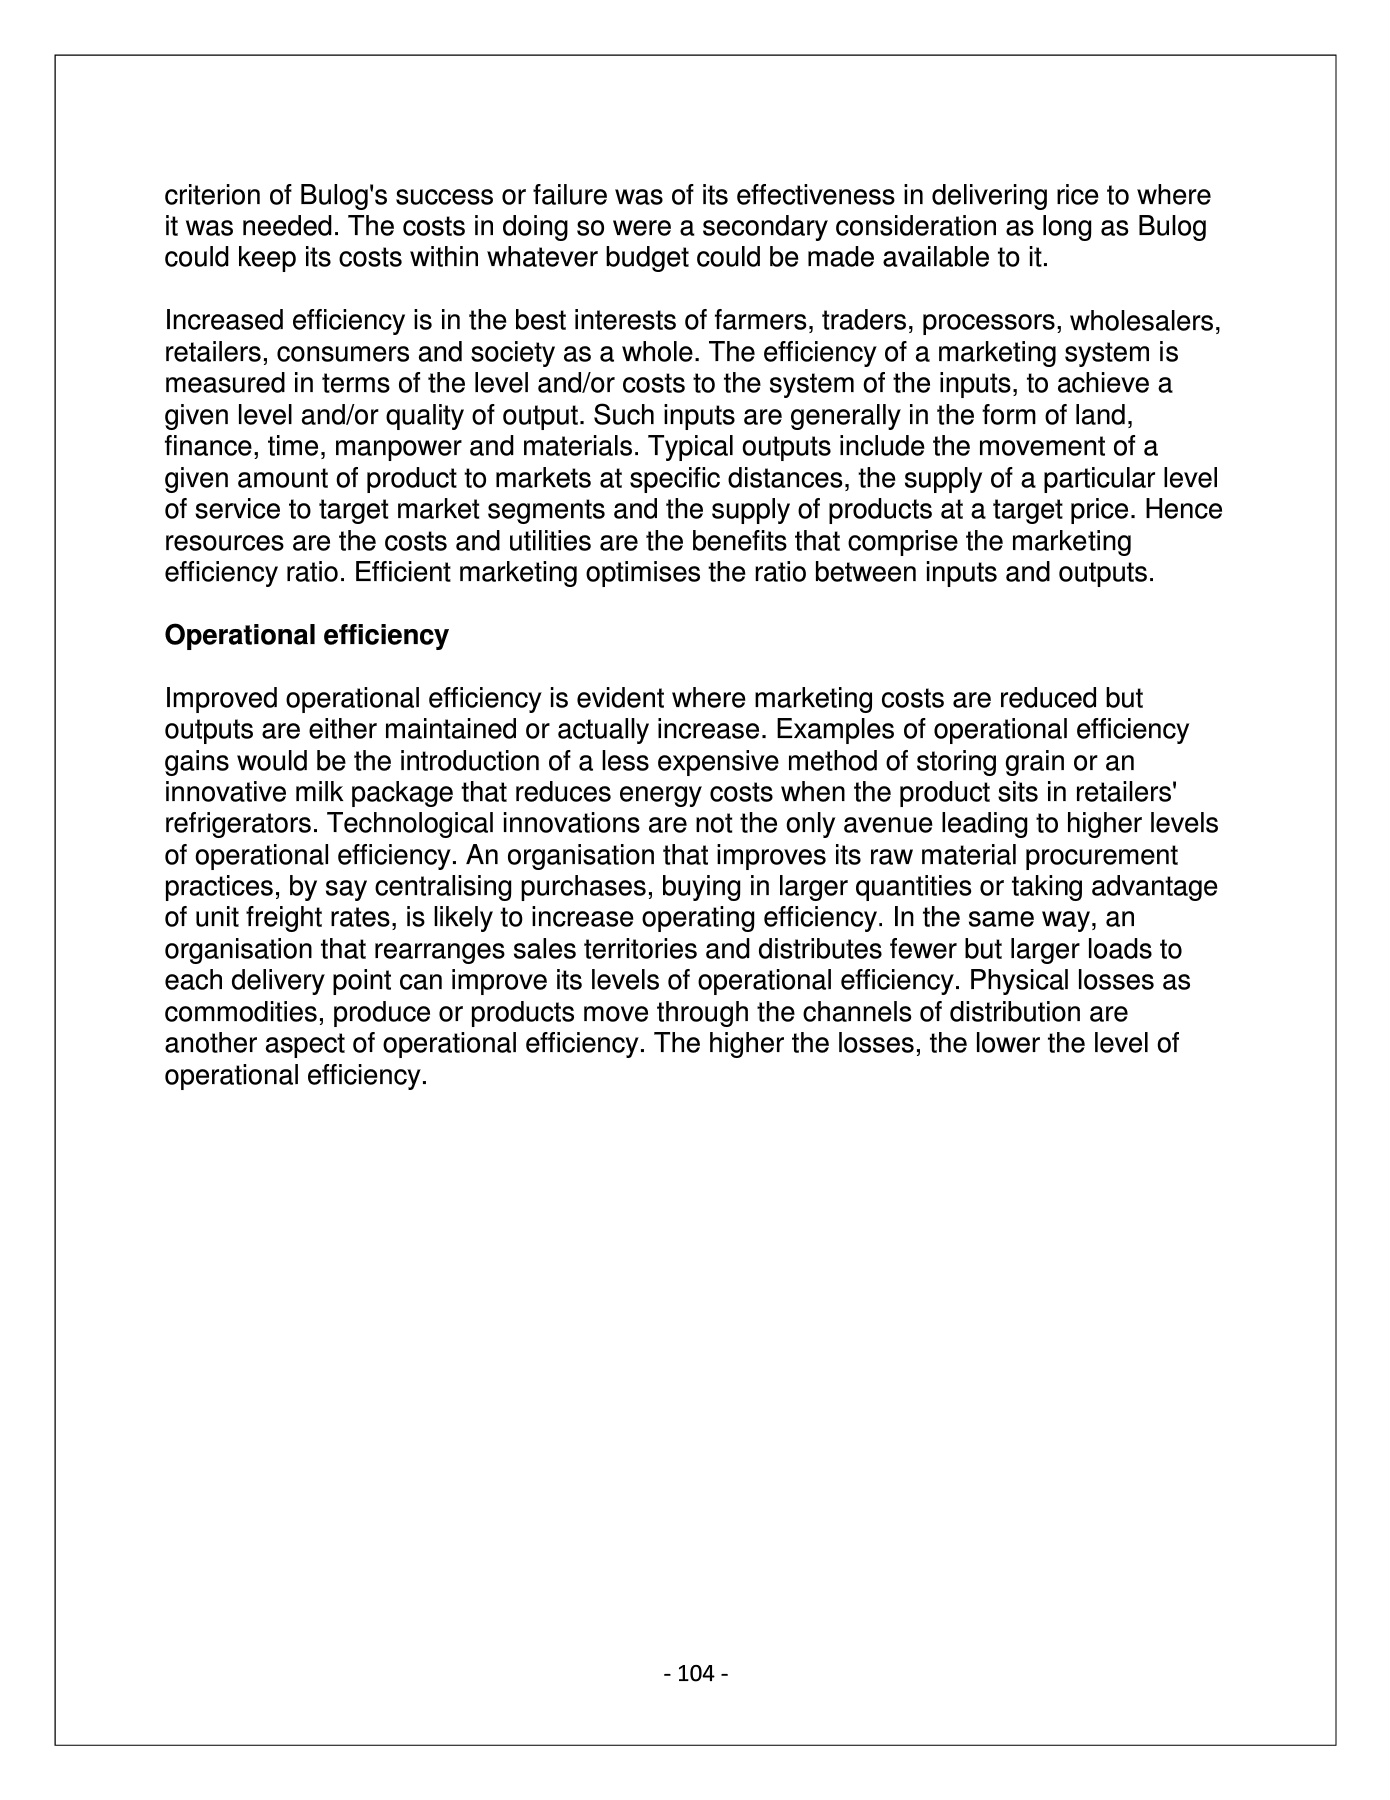 criterion of Bulog's success or failure was of its effectiveness in delivering rice to where
it was needed. The costs in doing so were a secondary consideration as long as Bulog
could keep its costs within whatever budget could be made available to it.
Increased efficiency is in the best interests of farmers, traders, processors, wholesalers,
retailers, consumers and society as a whole. The efficiency of a marketing system is
measured in terms of the level and/or costs to the system of the inputs, to achieve a
given level and/or quality of output. Such inputs are generally in the form of land,
finance, time, manpower and materials. Typical outputs include the movement of a
given amount of product to markets at specific distances, the supply of a particular level
of service to target market segments and the supply of products at a target price. Hence
resources are the costs and utilities are the benefits that comprise the marketing
efficiency ratio. Efficient marketing optimises the ratio between inputs and outputs.
Operational efficiency
Improved operational efficiency is evident where marketing costs are reduced but
outputs are either maintained or actually increase. Examples of operational efficiency
gains would be the introduction of a less expensive method of storing grain or an
innovative milk package that reduces energy costs when the product sits in retailers'
refrigerators. Technological innovations are not the only avenue leading to higher levels
of operational efficiency. An organisation that improves its raw material procurement
practices, by say centralising purchases, buying in larger quantities or taking advantage
of unit freight rates, is likely to increase operating efficiency. In the same way, an
organisation that rearranges sales territories and distributes fewer but larger loads to
each delivery point can improve its levels of operational efficiency. Physical losses as
commodities, produce or products move through the channels of distribution are
another aspect of operational efficiency. The higher the losses, the lower the level of
operational efficiency.
- 104 -